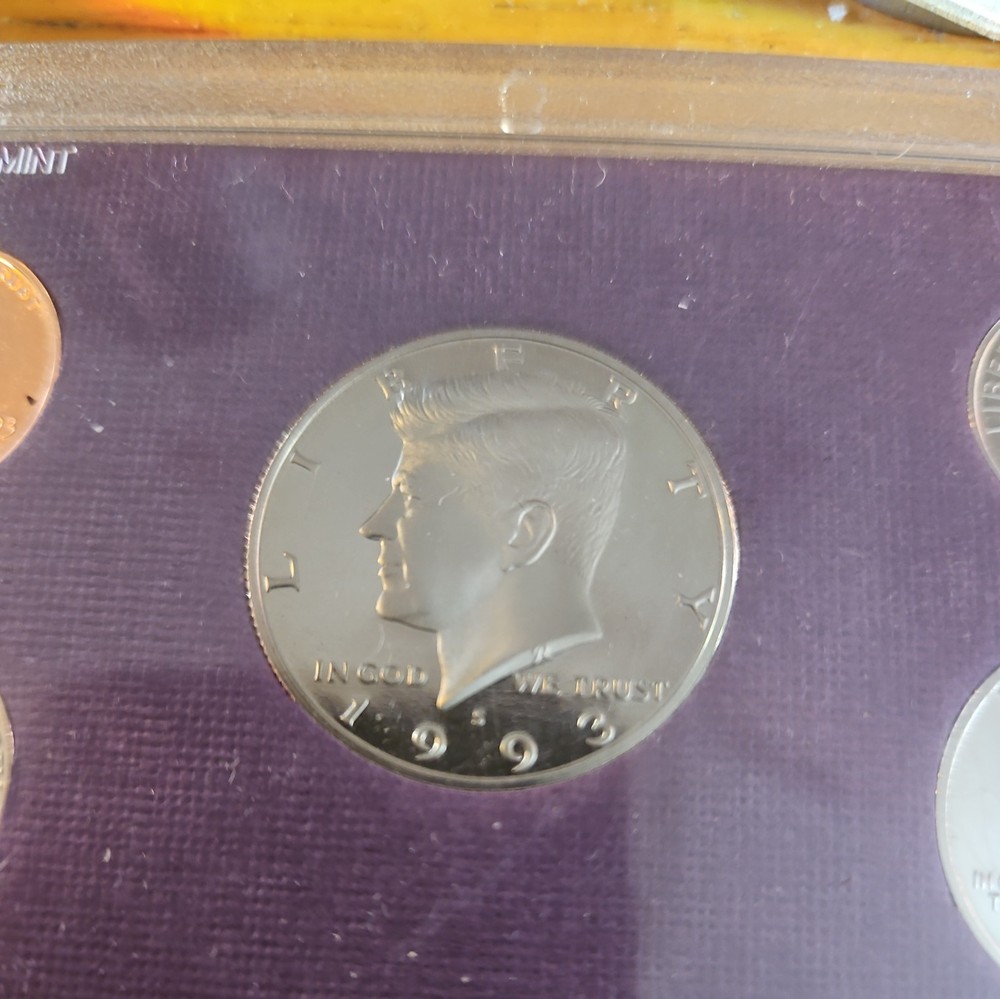 MINT
LIBERTY
IN GOD WE TRUST
S
1993